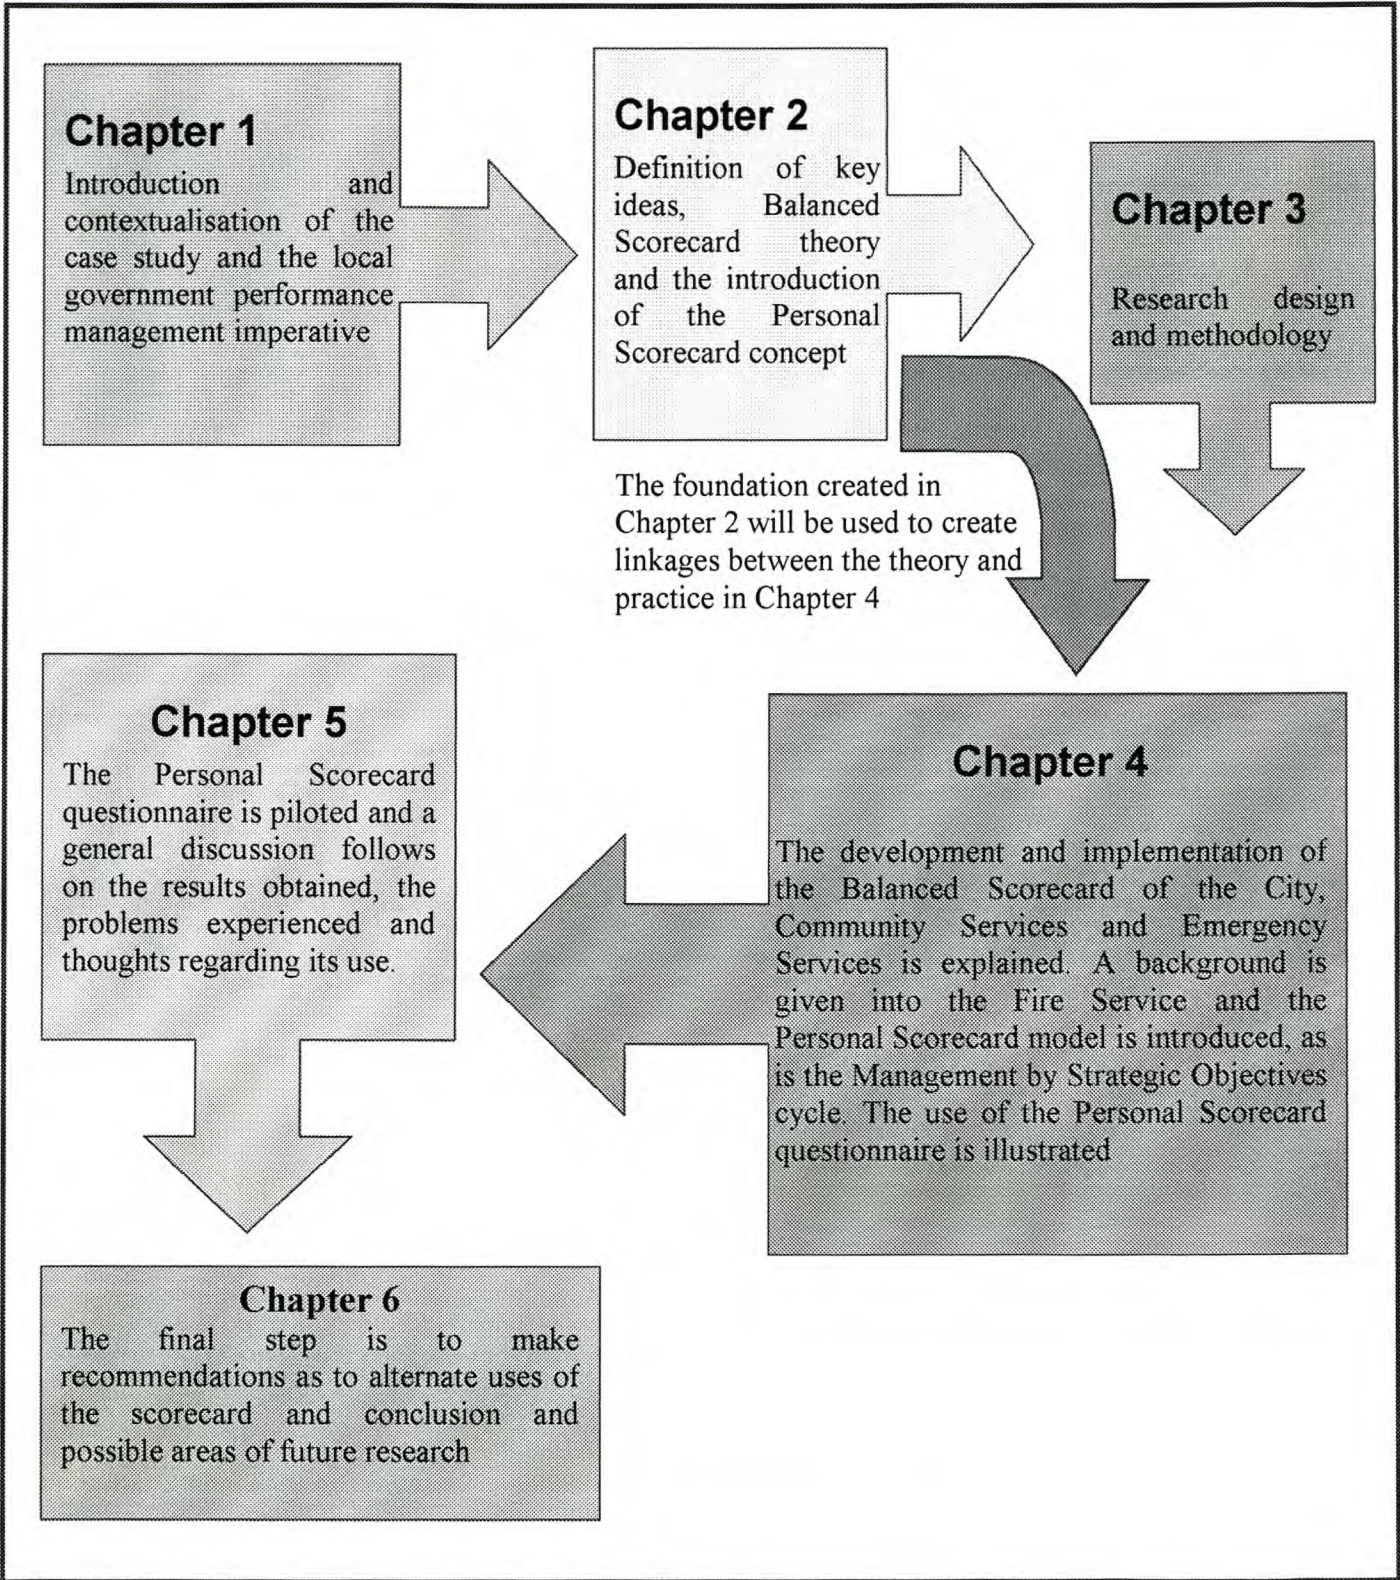 Chapter 1
Introduction and
contextualisation of the
case study and the local
government performance
management imperative
Chapter 2
Definition of key
ideas, Balanced
Scorecard theory
and the introduction
of the Personal
Scorecard concept
Chapter 3
Research design
and methodology
The foundation created in
Chapter 2 will be used to create
linkages between the theory and
practice in Chapter 4
Chapter 4
The development and implementation of
the Balanced Scorecard of the City,
Community Services and Emergency
Services is explained. A background is
given into the Fire Service and the
Personal Scorecard model is introduced, as
is the Management by Strategic Objectives
cycle. The use of the Personal Scorecard
questionnaire is illustrated
Chapter 5
The Personal Scorecard
questionnaire is piloted and a
general discussion follows
on the results obtained, the
problems experienced and
thoughts regarding its use.
Chapter 6
The final step is to make
recommendations as to alternate uses of
the scorecard and conclusion and
possible areas of future research